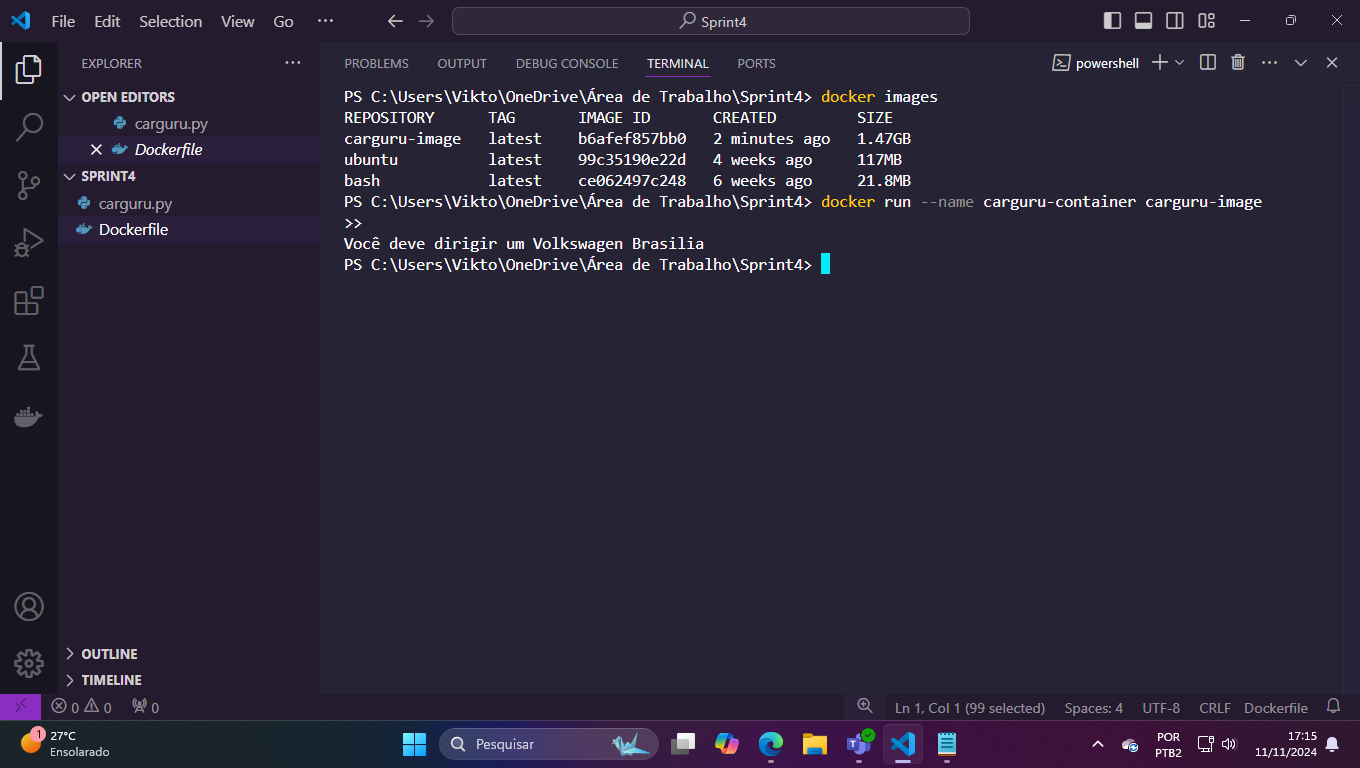 File Edit Selection View Go ···
Sprint4
EXPLORER
OPEN EDITORS
carguru.py
Dockerfile
SPRINT4
carguru.py
Dockerfile
OUTLINE
TIMELINE
PROBLEMS OUTPUT DEBUG CONSOLE TERMINAL PORTS
powershell
PS C:\Users\Vikto\OneDrive\Área de Trabalho\Sprint4> docker images
REPOSITORY TAG IMAGE ID CREATED SIZE
carguru-image latest b6afef857bb0 2 minutes ago 1.47GB
ubuntu latest 99c35190e22d 4 weeks ago 117MB
bash latest ce062497c248 6 weeks ago 21.8MB
PS C:\Users\Vikto\OneDrive\Área de Trabalho\Sprint4> docker run --name carguru-container carguru-image
>>
Você deve dirigir um Volkswagen Brasilia
PS C:\Users\Vikto\OneDrive\Área de Trabalho\Sprint4>
0 0 0
Ln 1, Col 1 (99 selected) Spaces: 4 UTF-8 CRLF Dockerfile
1
27°C
Ensolarado
Pesquisar
POR
PTB2
17:15
11/11/2024